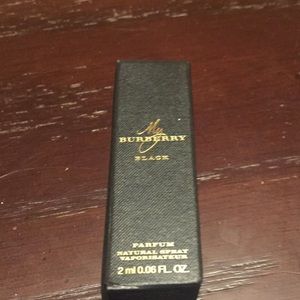 My
BURBERRY
BLACK
PARFUM
NATURAL SPRAY
VAPORISATEUR
2 ml 0.06 FL. OZ.